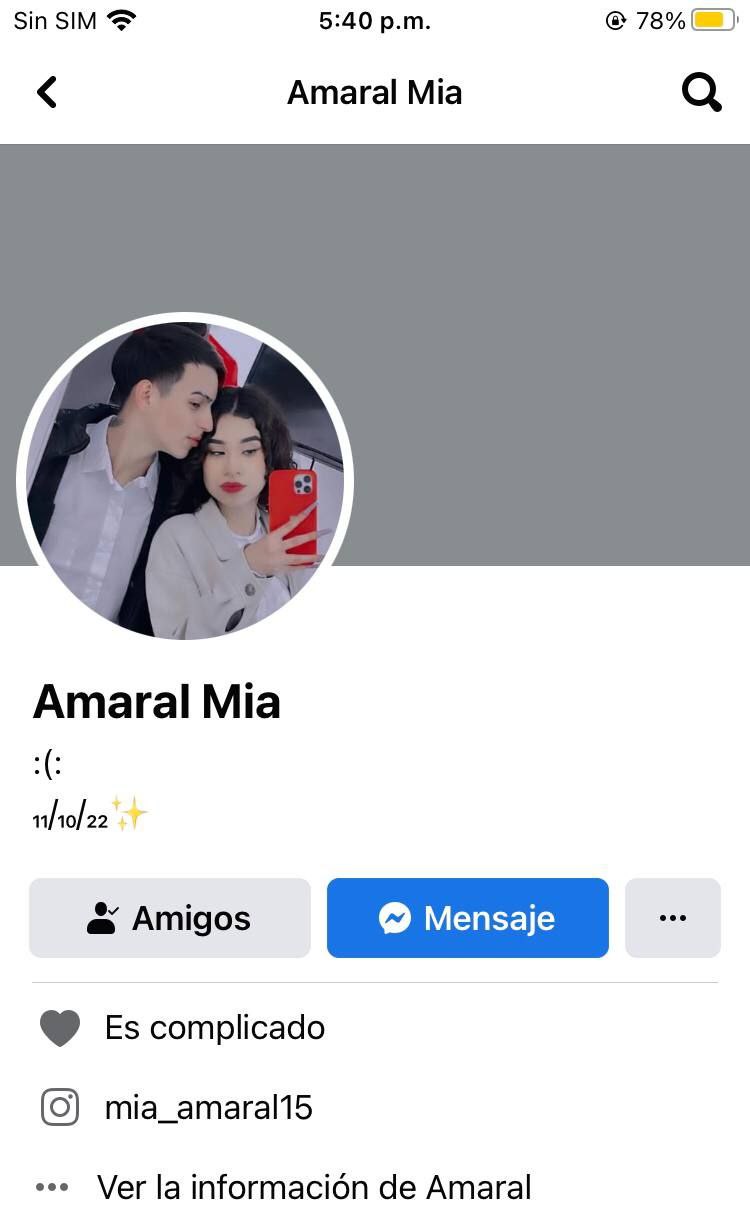 Sin SIM 5:40 p.m. 78%
Amaral Mia
Amaral Mia
:(:
11/10/22✨
Amigos Mensaje ...
Es complicado
mia_amaral15
Ver la información de Amaral